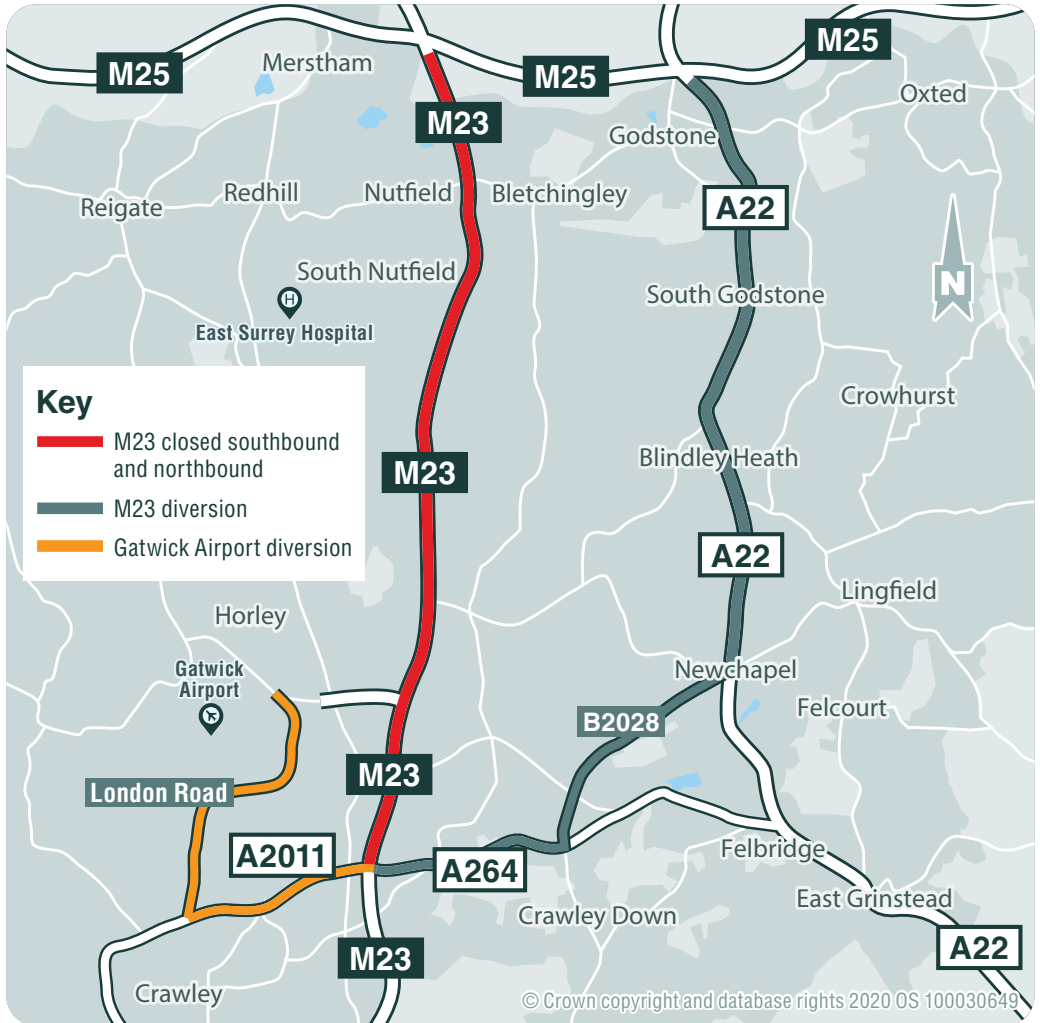 M25
Merstham
M25
M25
Oxted
M23
Godstone
Reigate
Redhill
Nutfield
Bletchingley
A22
South Nutfield
South Godstone
N
H
East Surrey Hospital
Key
M23 closed southbound
and northbound
M23 diversion
Gatwick Airport diversion
Crowhurst
M23
Blindley Heath
A22
Lingfield
Horley
Gatwick
Airport
Newchapel
Felcourt
B2028
London Road
M23
A2011
A264
Felbridge
East Grinstead
Crawley Down
A22
M23
Crawley
© Crown copyright and database rights 2020 OS 100030649